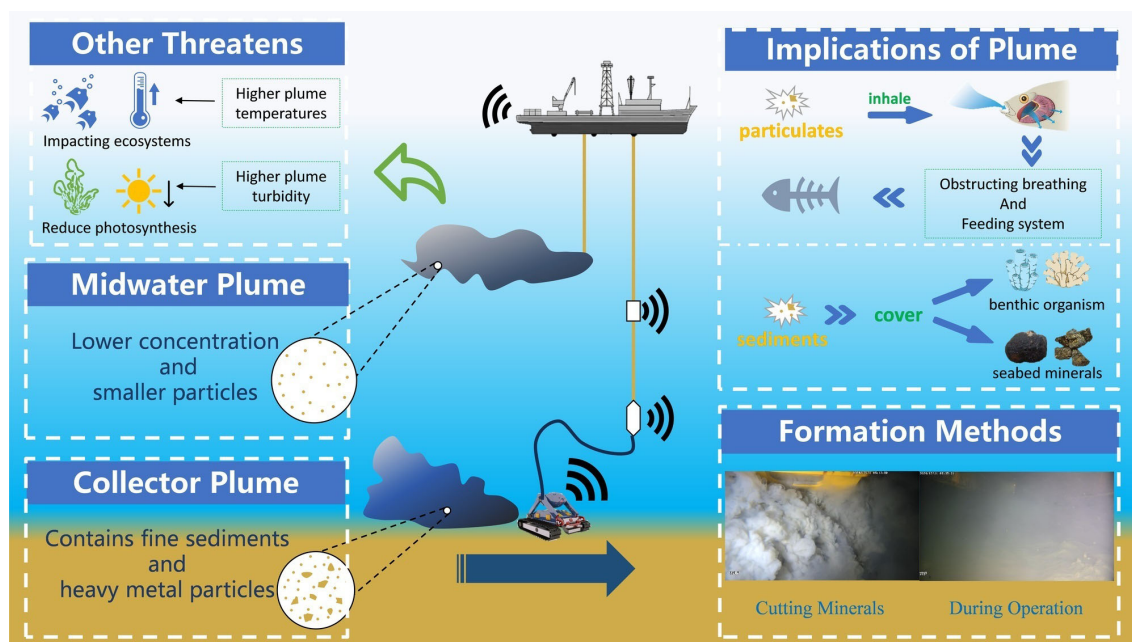 Other Threatens
Higher plume
temperatures
Impacting ecosystems
Higher plume
turbidity
Reduce photosynthesis
Midwater Plume
Lower concentration
and
smaller particles
Collector Plume
Contains fine sediments
and
heavy metal particles
Implications of Plume
particulates
inhale
Obstructing breathing
And
Feeding system
sediments
cover
benthic organism
seabed minerals
Formation Methods
Cutting Minerals
During Operation